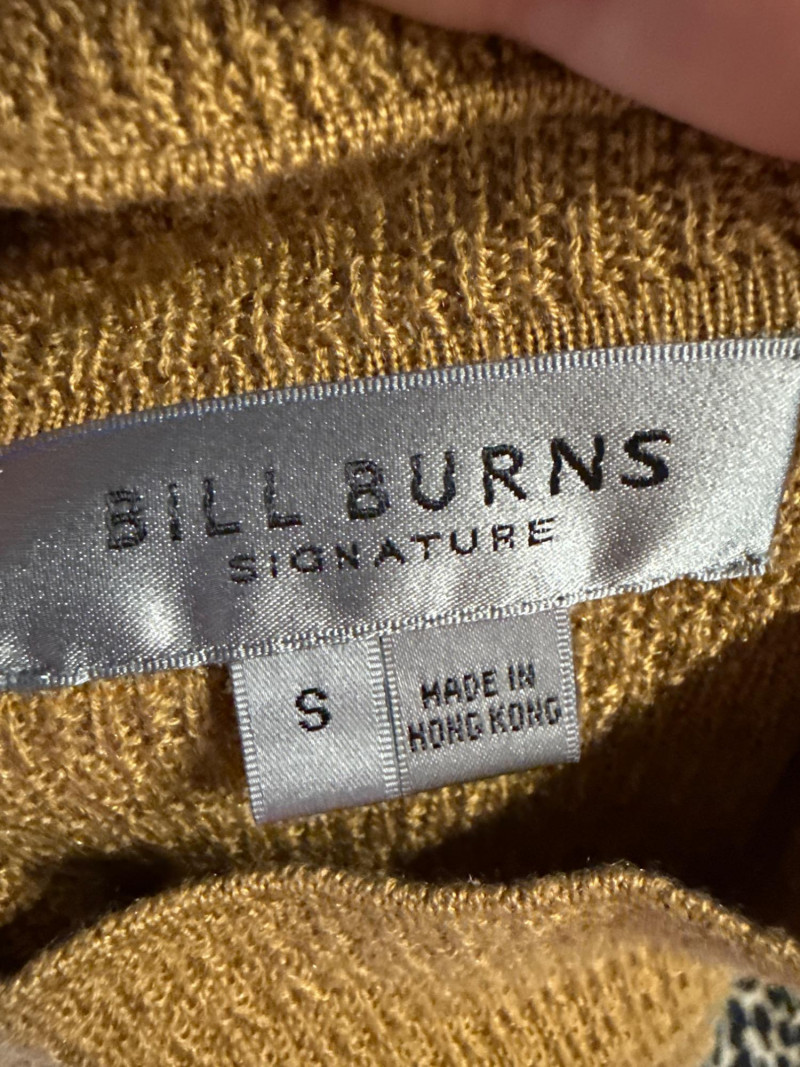 BILL BURNS
SIGNATURE
S
MADE IN
HONG KONG